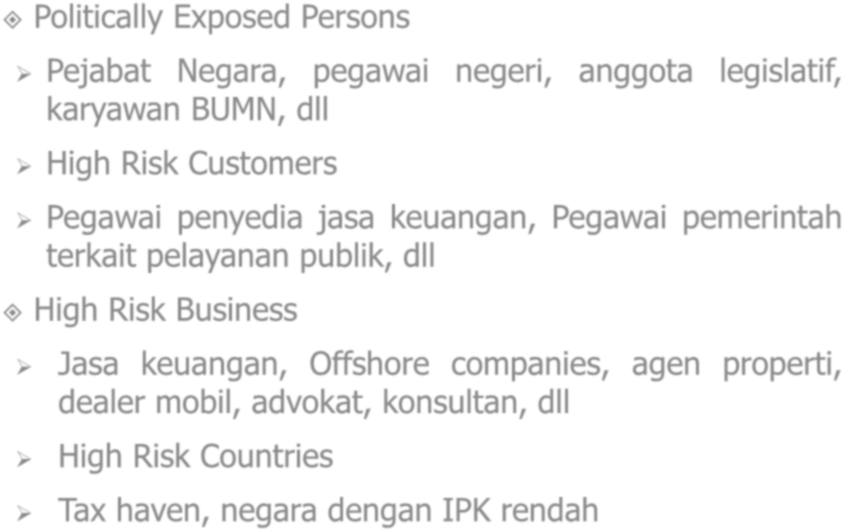 Politically Exposed Persons
Pejabat Negara, pegawai negeri, anggota legislatif,
karyawan BUMN, dll
High Risk Customers
Pegawai penyedia jasa keuangan, Pegawai pemerintah
terkait pelayanan publik, dll
High Risk Business
Jasa keuangan, Offshore companies, agen properti,
dealer mobil, advokat, konsultan, dll
High Risk Countries
Tax haven, negara dengan IPK rendah